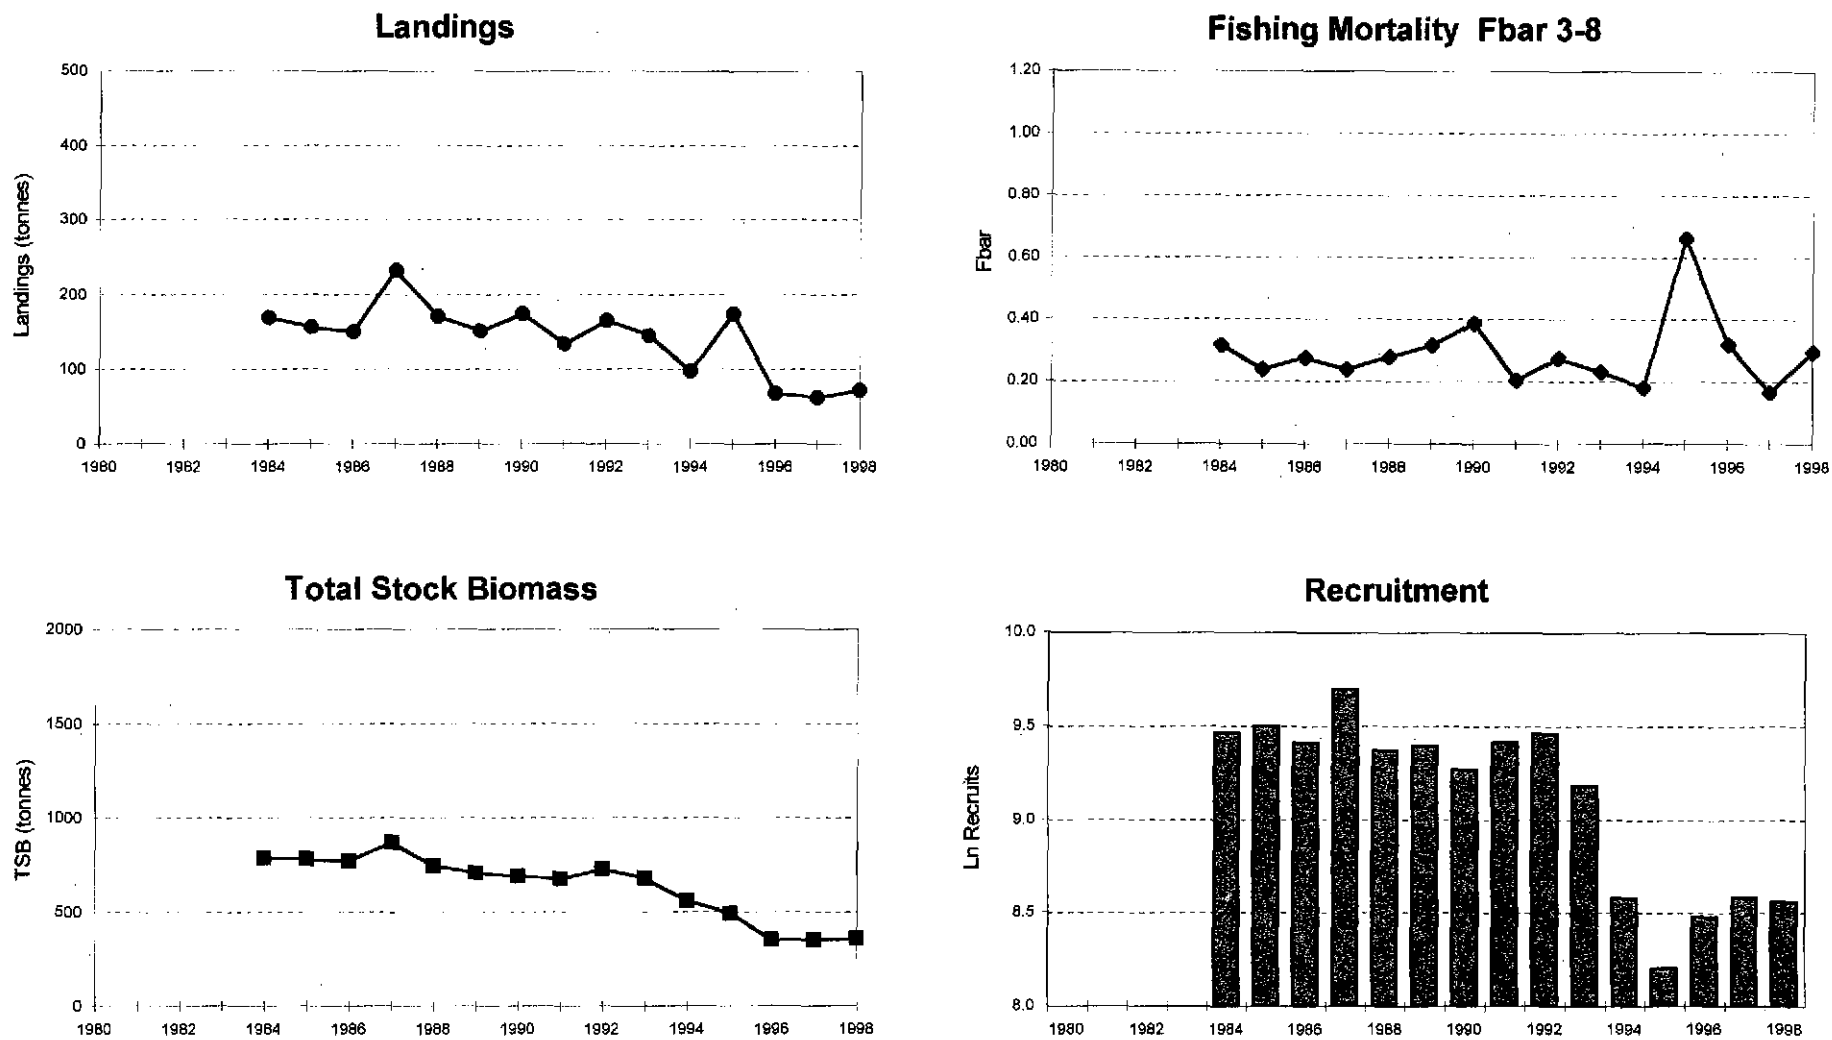 Landings
500
400
300
200
100
0
Landings (tonnes)
1980 1982 1984 1986 1988 1990 1992 1994 1996 1998
Fishing Mortality Fbar 3-8
1.20
1.00
0.80
0.60
0.40
0.20
0.00
Fbar
1980 1982 1984 1986 1988 1990 1992 1994 1996 1998
Total Stock Biomass
2000
1500
1000
500
0
TSB (tonnes)
1980 1982 1984 1986 1988 1990 1992 1994 1996 1998
Recruitment
10.0
9.5
9.0
8.5
8.0
Ln Recruits
1980 1982 1984 1986 1988 1990 1992 1994 1996 1998